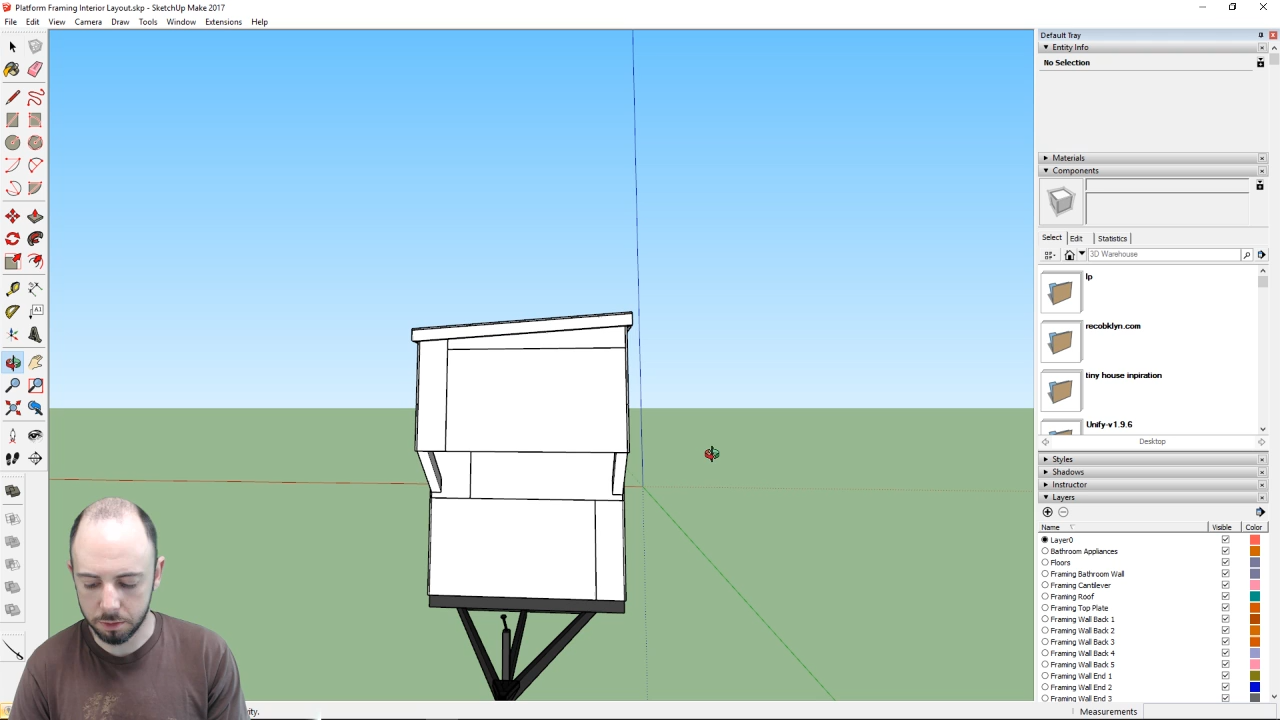 Platform Framing Interior Layout.skp - SketchUp Make 2017
File Edit View Camera Draw Tools Window Extensions Help
Default Tray
Entity Info
No Selection
Materials
Components
Select Edit Statistics
3D Warehouse
lp
recobklyn.com
tiny house inpiration
Unify-v1.9.6
Desktop
Styles
Shadows
Instructor
Layers
Name Visible Color
Layer0
Bathroom Appliances
Floors
Framing Bathroom Wall
Framing Cantilever
Framing Roof
Framing Top Plate
Framing Wall Back 1
Framing Wall Back 2
Framing Wall Back 3
Framing Wall Back 4
Framing Wall Back 5
Framing Wall End 1
Framing Wall End 2
Framing Wall End 3
Measurements